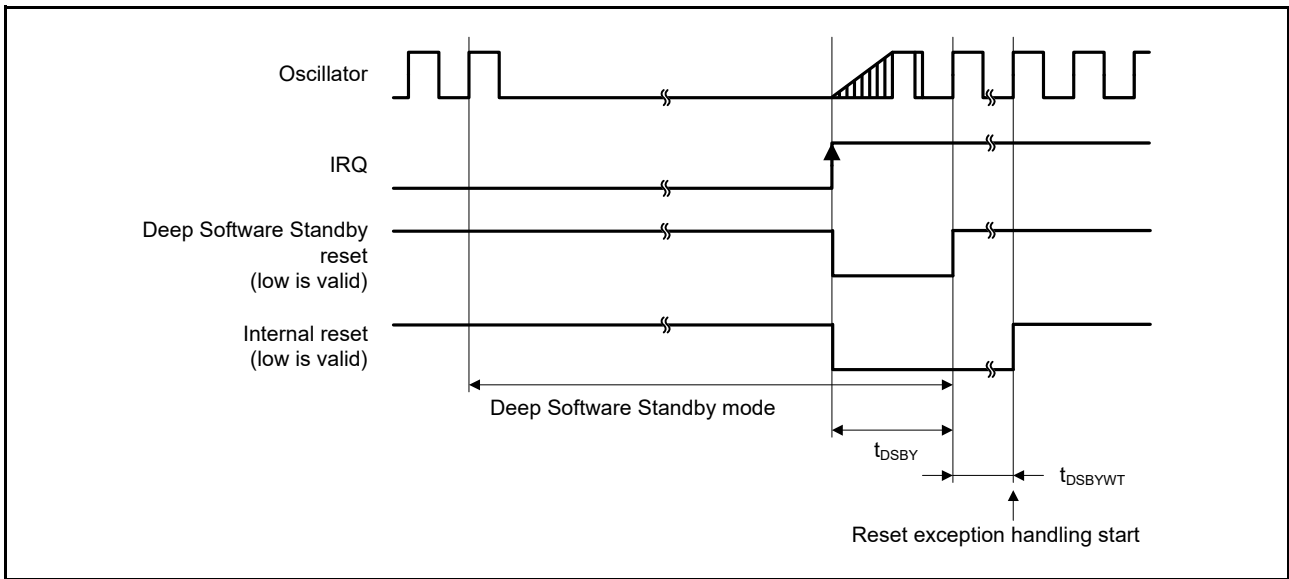 Oscillator
IRQ
Deep Software Standby
reset
(low is valid)
Internal reset
(low is valid)
Deep Software Standby mode
tDSBY
tDSBYWT
Reset exception handling start